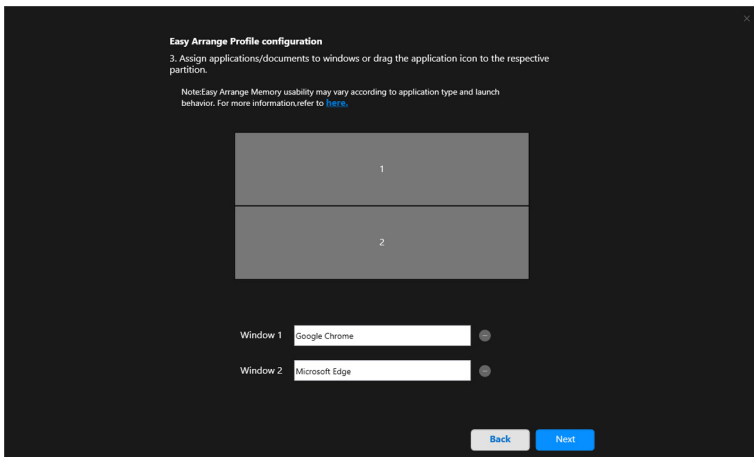 Easy Arrange Profile configuration
3. Assign applications/documents to windows or drag the application icon to the respective
partition.
Note:Easy Arrange Memory usability may vary according to application type and launch
behavior. For more information,refer to here.
1
2
Window 1 Google Chrome
Window 2 Microsoft Edge
Back Next